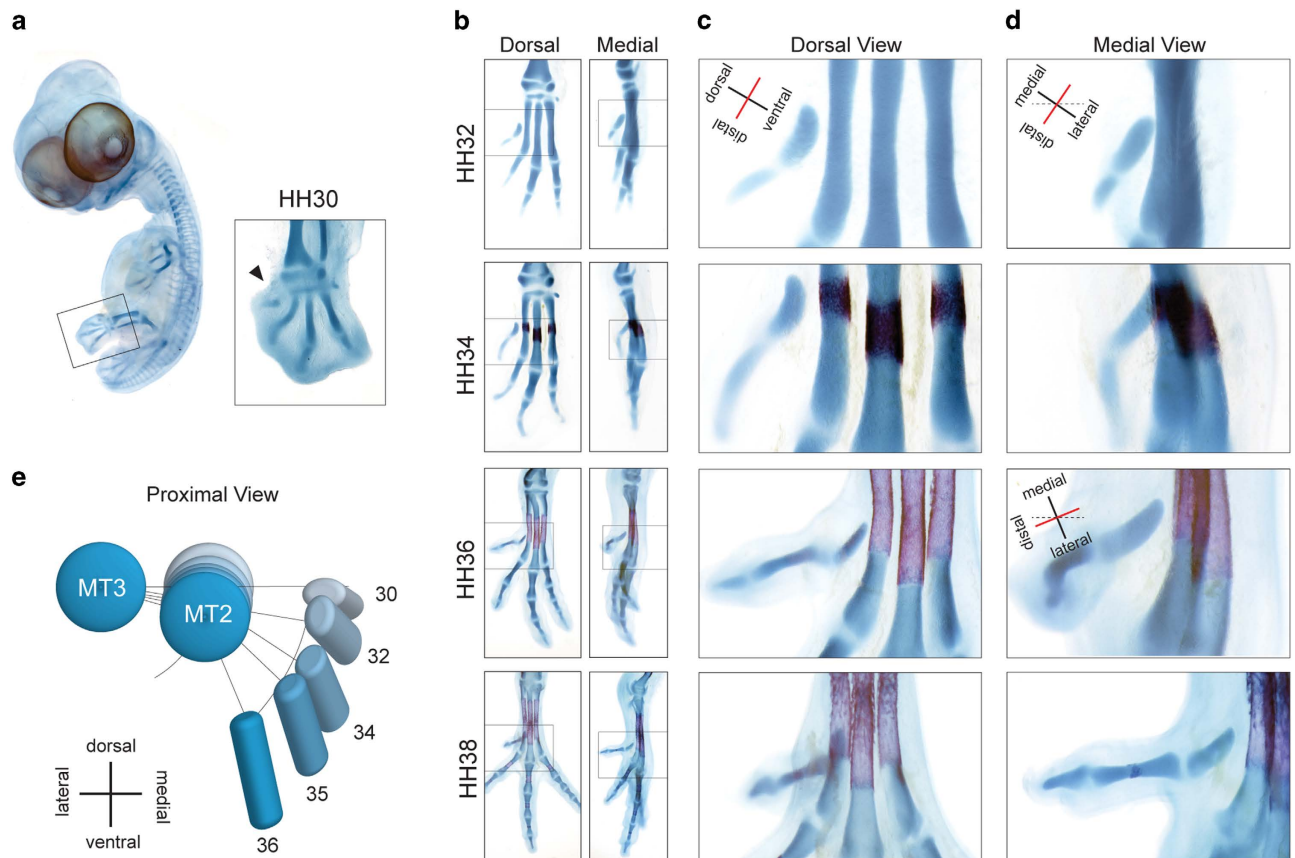 a
HH30
b
Dorsal
Medial
HH32
HH34
HH36
HH38
c
Dorsal View
dorsal
ventral
distal
d
Medial View
medial
lateral
distal
medial
distal
lateral
e
Proximal View
MT3
MT2
30
32
34
35
36
dorsal
lateral
medial
ventral